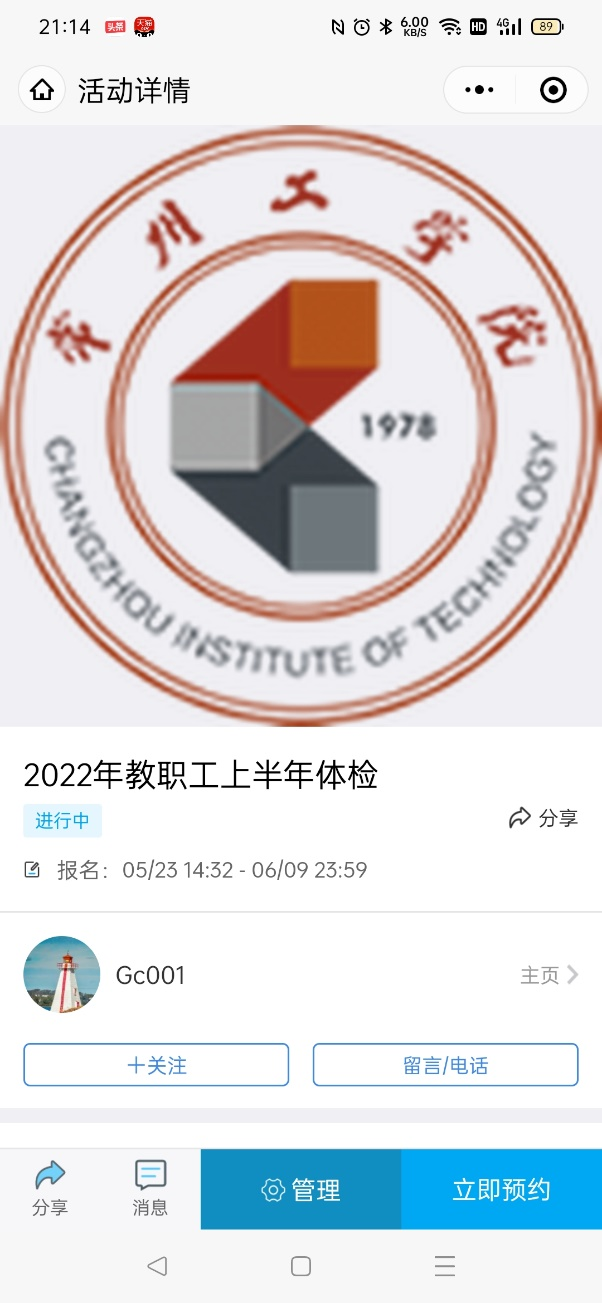 21:14 头条 天猫 6.00 KB/S HD 4G 89
活动详情
常州工学院
1978
CHANGZHOU INSTITUTE OF TECHNOLOGY
2022年教职工上半年体检
进行中 分享
报名：05/23 14:32 - 06/09 23:59
Gc001 主页
十关注 留言/电话
分享 消息 管理 立即预约